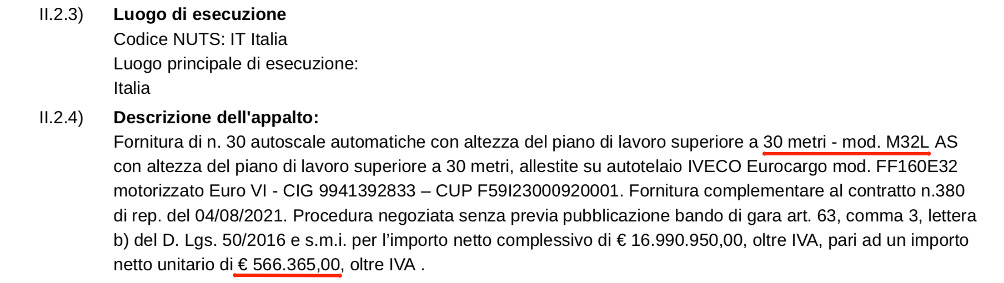 II.2.3) Luogo di esecuzione
Codice NUTS: IT Italia
Luogo principale di esecuzione:
Italia
II.2.4) Descrizione dell'appalto:
Fornitura di n. 30 autoscale automatiche con altezza del piano di lavoro superiore a 30 metri - mod. M32L AS
con altezza del piano di lavoro superiore a 30 metri, allestite su autotelaio IVECO Eurocargo mod. FF160E32
motorizzato Euro VI - CIG 9941392833 – CUP F59I23000920001. Fornitura complementare al contratto n.380
di rep. del 04/08/2021. Procedura negoziata senza previa pubblicazione bando di gara art. 63, comma 3, lettera
b) del D. Lgs. 50/2016 e s.m.i. per l’importo netto complessivo di € 16.990.950,00, oltre IVA, pari ad un importo
netto unitario di € 566.365,00, oltre IVA .